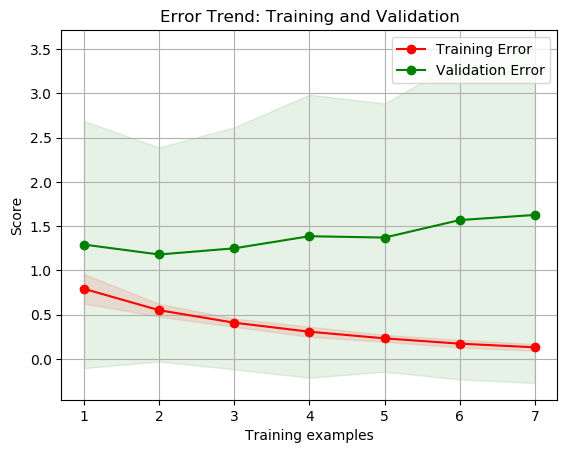 Error Trend: Training and Validation
Training Error
Validation Error
3.5
3.0
2.5
2.0
1.5
1.0
0.5
0.0
Score
1 2 3 4 5 6 7
Training examples